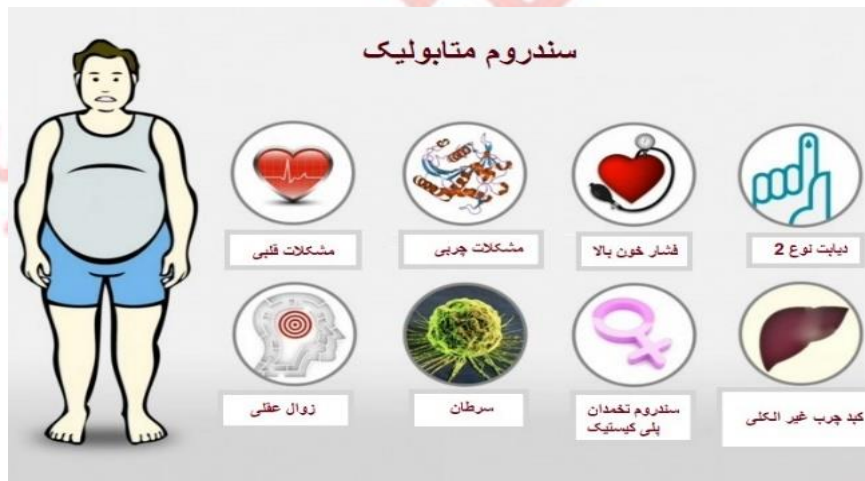 سندروم متابولیک
دیابت نوع 2
فشار خون بالا
مشکلات چربی
مشکلات قلبی
کبد چرب غیر الکلی
سندروم تخمدان
پلی کیستیک
سرطان
زوال عقلی